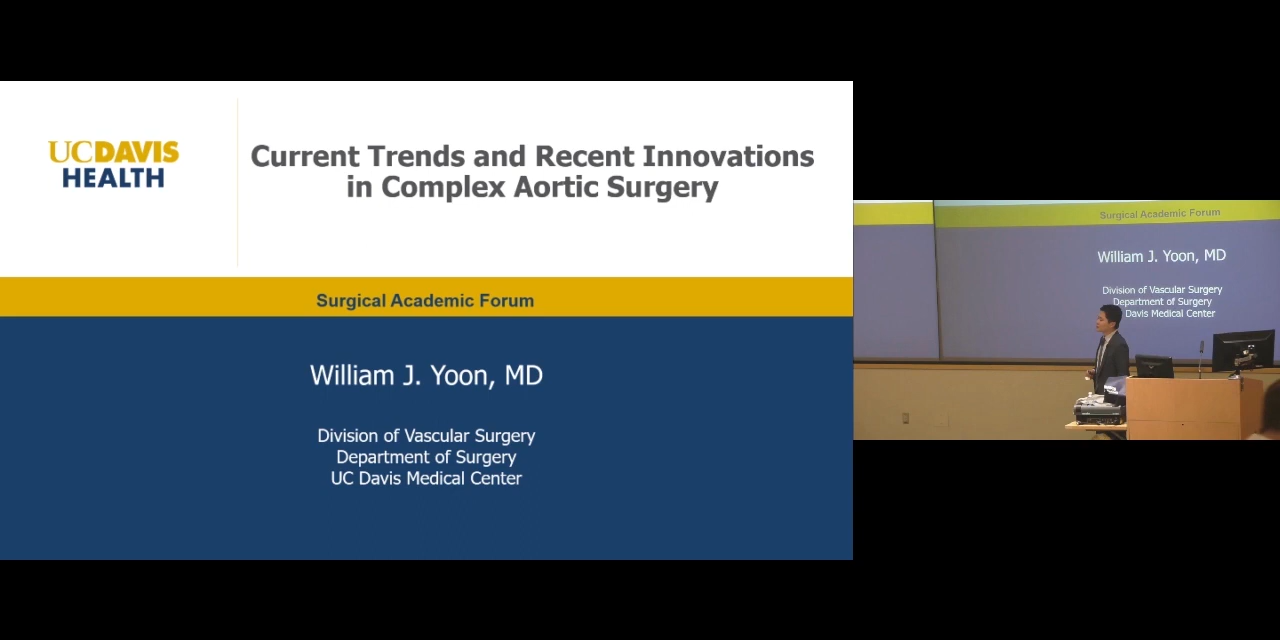 UCDAVIS
HEALTH
Current Trends and Recent Innovations
in Complex Aortic Surgery
Surgical Academic Forum
William J. Yoon, MD
Division of Vascular Surgery
Department of Surgery
UC Davis Medical Center
Surgical Academic Forum
William J. Yoon, MD
Division of Vascular Surgery
Department of Surgery
Davis Medical Center